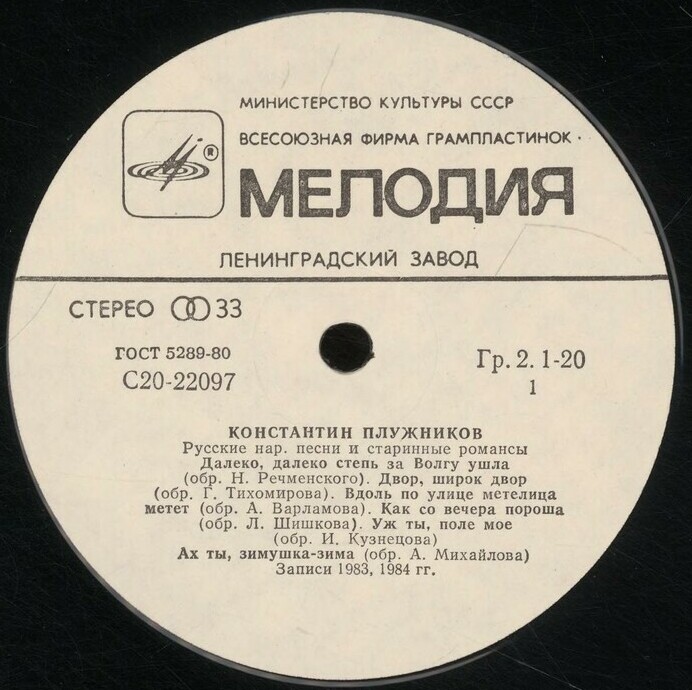 МИНИСТЕРСТВО КУЛЬТУРЫ СССР
ВСЕСОЮЗНАЯ ФИРМА ГРАМПЛАСТИНОК ·
®
МЕЛОДИЯ
ЛЕНИНГРАДСКИЙ ЗАВОД
СТЕРЕО 33
ГОСТ 5289-80
С20-22097
Гр. 2. 1-20
1
КОНСТАНТИН ПЛУЖНИКОВ
Русские нар. песни и старинные романсы
Далеко, далеко степь за Волгу ушла
(обр. Н. Речменского). Двор, широк двор
(обр. Г. Тихомирова). Вдоль по улице метелица
метет (обр. А. Варламова). Как со вечера пороша
(обр. Л. Шишкова). Уж ты, поле мое
(обр. И. Кузнецова)
Ах ты, зимушка-зима (обр. А. Михайлова)
Записи 1983, 1984 гг.